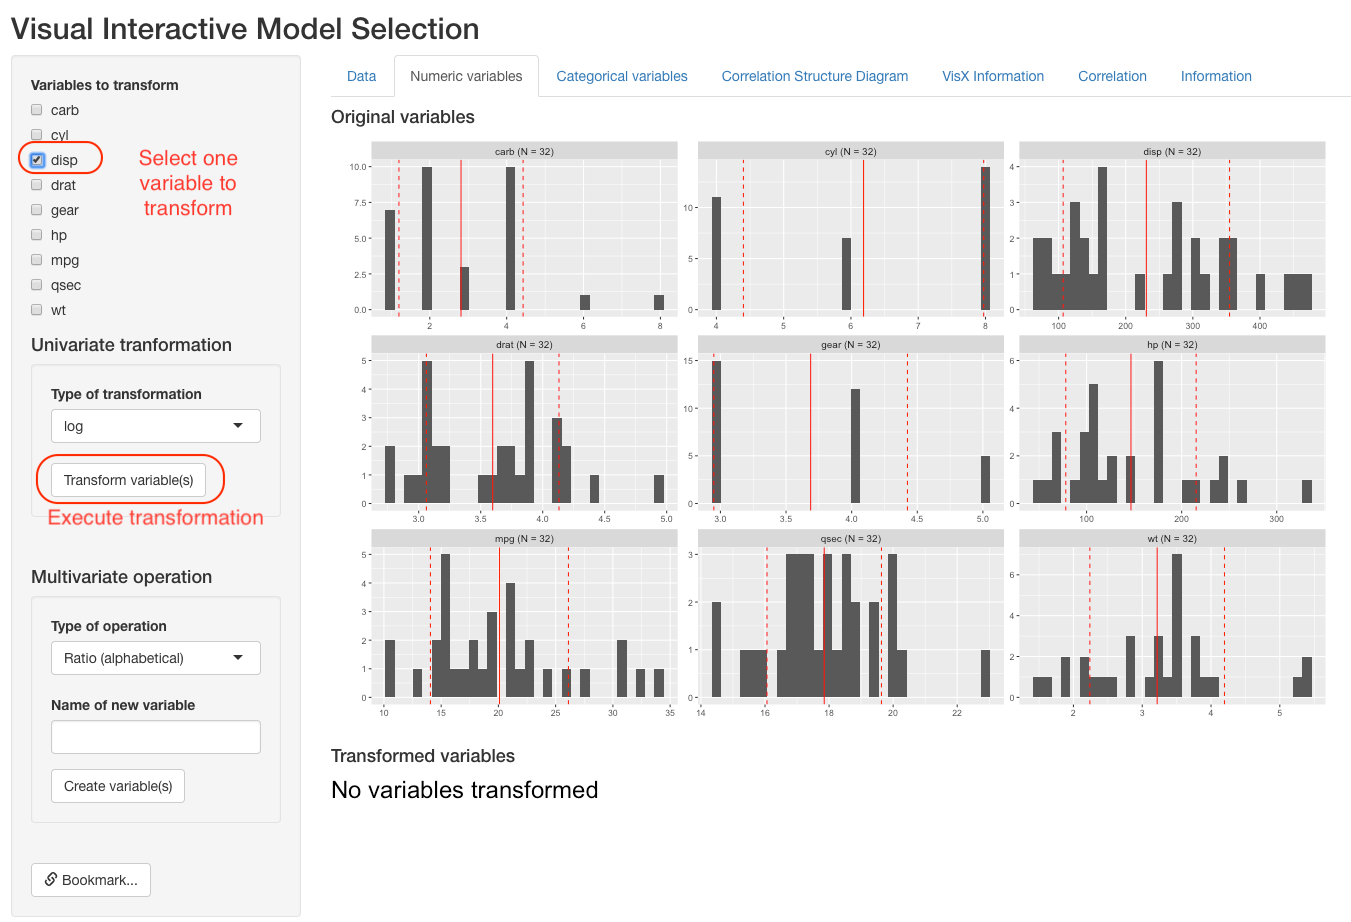 Visual Interactive Model Selection
Variables to transform
carb
cyl
disp
drat
gear
hp
mpg
qsec
wt
Select one
variable to
transform
Univariate tranformation
Type of transformation
log
Transform variable(s)
Execute transformation
Multivariate operation
Type of operation
Ratio (alphabetical)
Name of new variable
Create variable(s)
Bookmark...
Data Numeric variables Categorical variables Correlation Structure Diagram VisX Information Correlation Information
Original variables
carb (N = 32)
10.0
7.5
5.0
2.5
0.0
2 4 6 8
cyl (N = 32)
10
5
0
4 5 6 7 8
disp (N = 32)
4
3
2
1
0
100 200 300 400
drat (N = 32)
5
4
3
2
1
0
3.0 3.5 4.0 4.5 5.0
gear (N = 32)
15
10
5
0
3.0 3.5 4.0 4.5 5.0
hp (N = 32)
6
4
2
0
100 200 300
mpg (N = 32)
5
4
3
2
1
0
10 15 20 25 30 35
qsec (N = 32)
3
2
1
0
14 16 18 20 22
wt (N = 32)
6
4
2
0
2 3 4 5
Transformed variables
No variables transformed